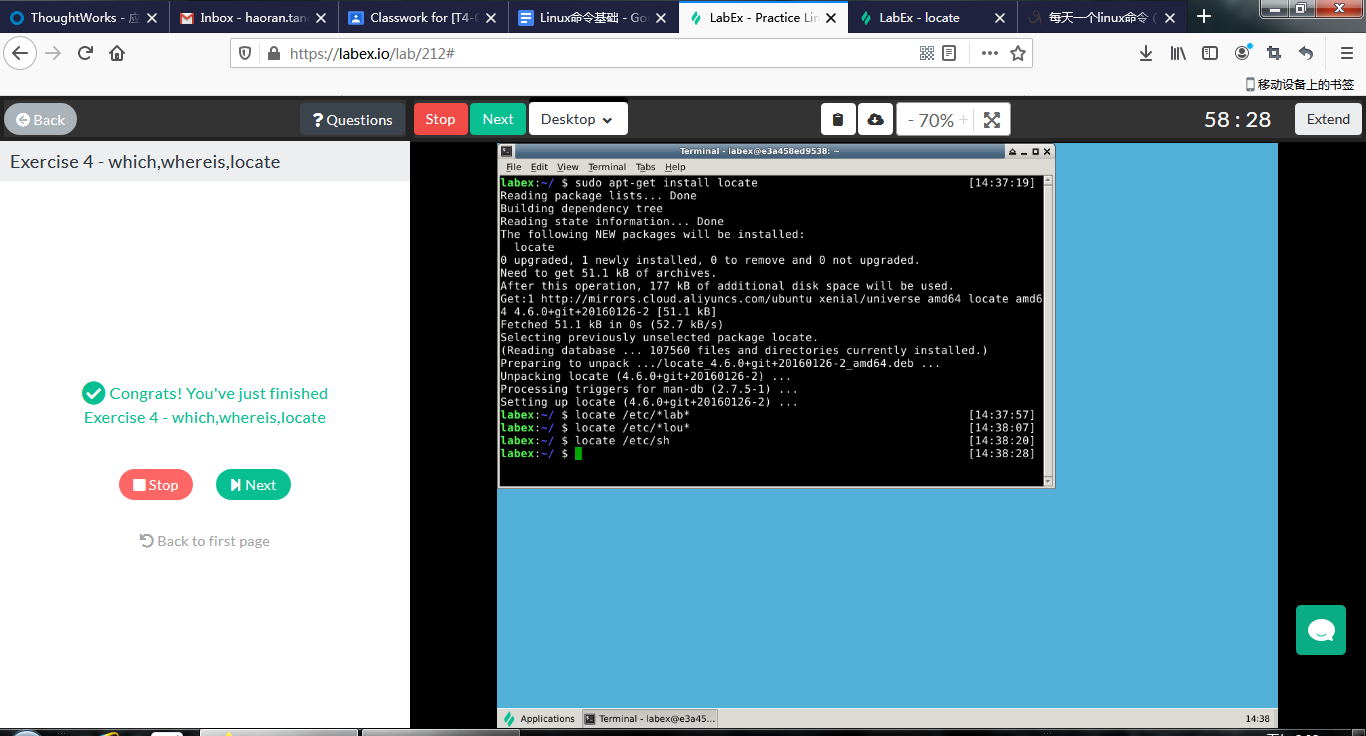 ThoughtWorks - 应
Inbox - haoran.tan
Classwork for [T4-
Linux命令基础 - Go
LabEx - Practice Lin
LabEx - locate
每天一个linux命令（
https://labex.io/lab/212#
移动设备上的书签
Back
? Questions
Stop
Next
Desktop
- 70% +
58 : 28
Extend
Exercise 4 - which,whereis,locate
Congrats! You've just finished
Exercise 4 - which,whereis,locate
Stop
Next
Back to first page
Terminal - labex@e3a458ed9538: ~
File Edit View Terminal Tabs Help
labex:~/ $ sudo apt-get install locate [14:37:19]
Reading package lists... Done
Building dependency tree
Reading state information... Done
The following NEW packages will be installed:
locate
0 upgraded, 1 newly installed, 0 to remove and 0 not upgraded.
Need to get 51.1 kB of archives.
After this operation, 177 kB of additional disk space will be used.
Get:1 http://mirrors.cloud.aliyuncs.com/ubuntu xenial/universe amd64 locate amd6
4 4.6.0+git+20160126-2 [51.1 kB]
Fetched 51.1 kB in 0s (52.7 kB/s)
Selecting previously unselected package locate.
(Reading database ... 107560 files and directories currently installed.)
Preparing to unpack .../locate_4.6.0+git+20160126-2_amd64.deb ...
Unpacking locate (4.6.0+git+20160126-2) ...
Processing triggers for man-db (2.7.5-1) ...
Setting up locate (4.6.0+git+20160126-2) ...
labex:~/ $ locate /etc/*lab* [14:37:57]
labex:~/ $ locate /etc/*lou* [14:38:07]
labex:~/ $ locate /etc/sh [14:38:20]
labex:~/ $ [14:38:28]
Applications
Terminal - labex@e3a45...
14:38